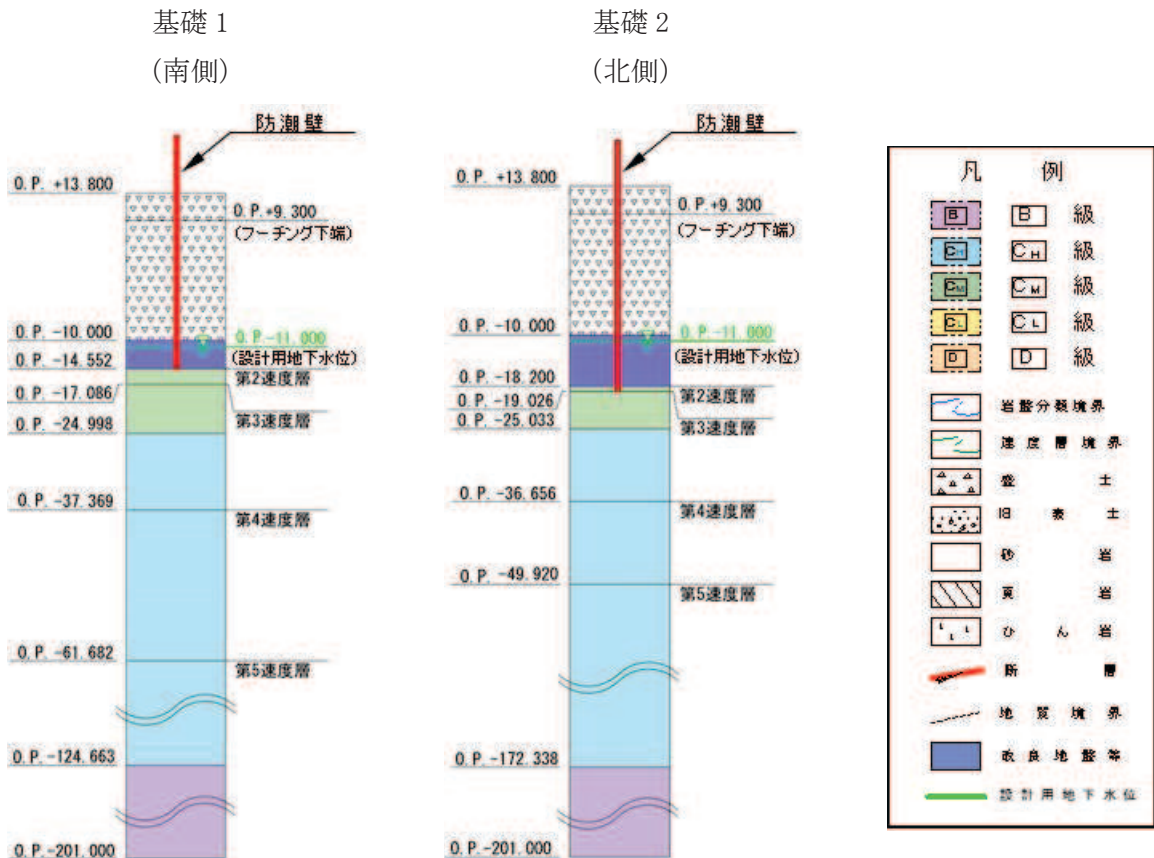 基礎1
(南側)
防潮壁
O.P. +13.800
O.P.+9.300
(フーチング下端)
O.P. -10.000
O.P.-11.000
(設計用地下水位)
O.P. -14.552
第2速度層
O.P. -17.086
第3速度層
O.P. -24.998
O.P. -37.369
第4速度層
O.P. -61.682
第5速度層
O.P. -124.663
O.P.-201.000
基礎2
(北側)
防潮壁
O.P. +13.800
O.P.+9.300
(フーチング下端)
O.P. -10.000
O.P.-11.000
(設計用地下水位)
O.P. -18.200
第2速度層
O.P. -19.026
第3速度層
O.P. -25.033
O.P. -36.656
第4速度層
O.P. -49.920
第5速度層
O.P. -172.338
O.P.-201.000
凡例
B B 級
CH CH 級
CM CM 級
CL CL 級
D D 級
岩盤分類境界
速度層境界
盛土
旧表土
砂岩
頁岩
ひん岩
断層
地質境界
改良地盤等
設計用地下水位